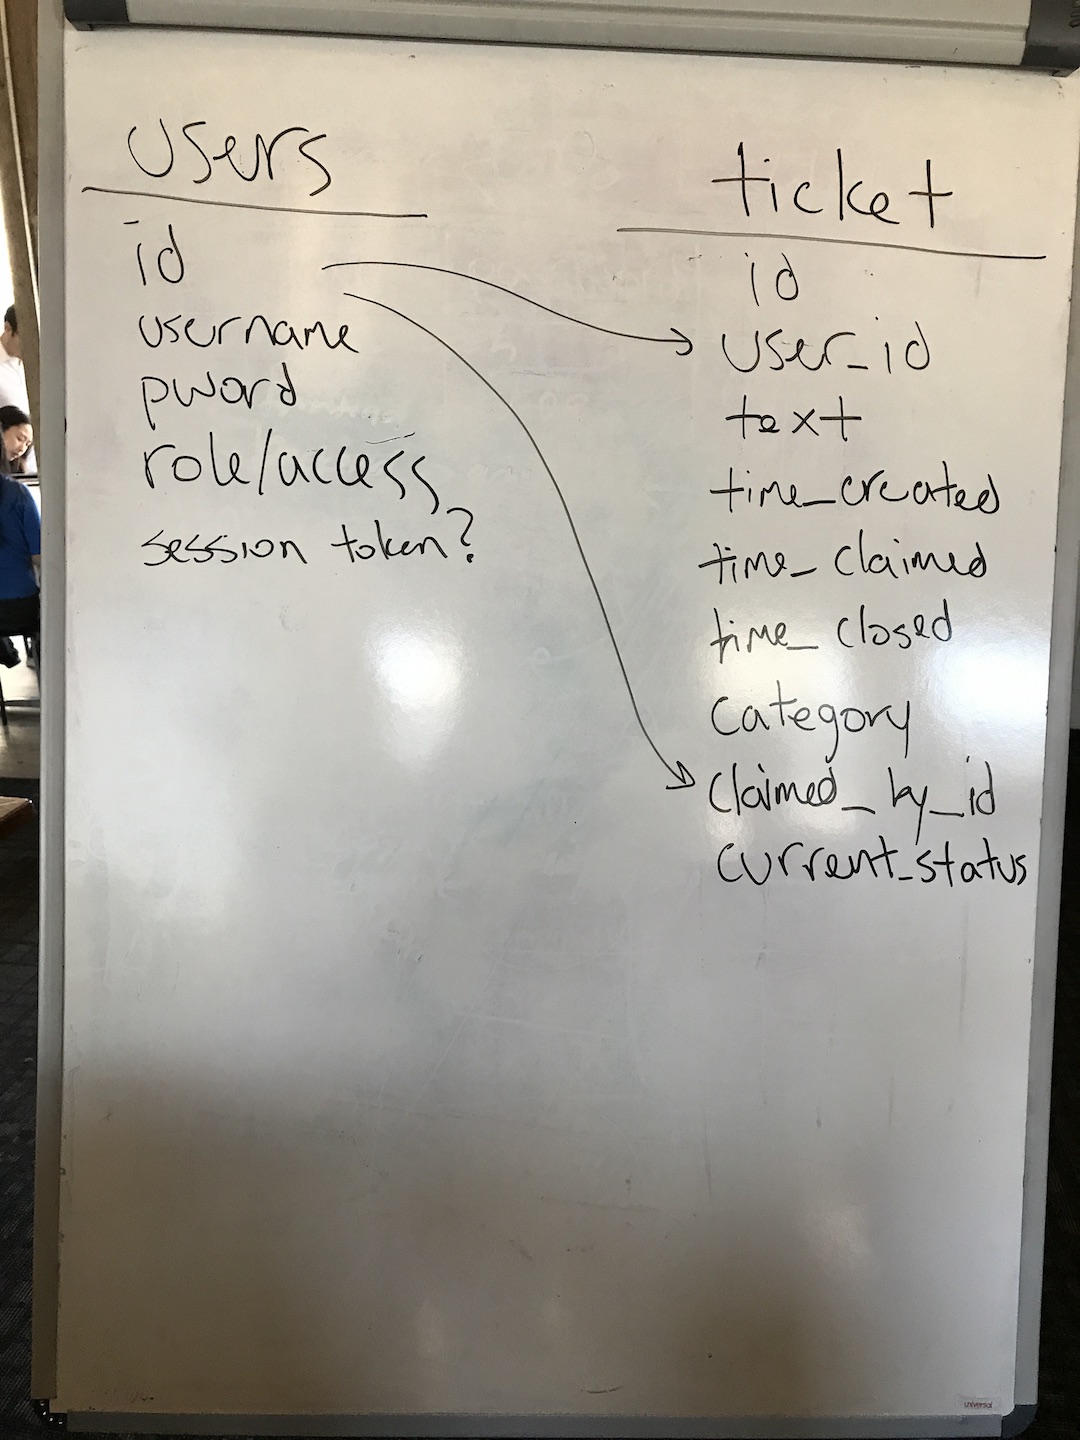 users
id
username
pword
role/access
session token?
ticket
id
user_id
text
time_created
time_claimed
time_closed
category
claimed_by_id
current_status
universal